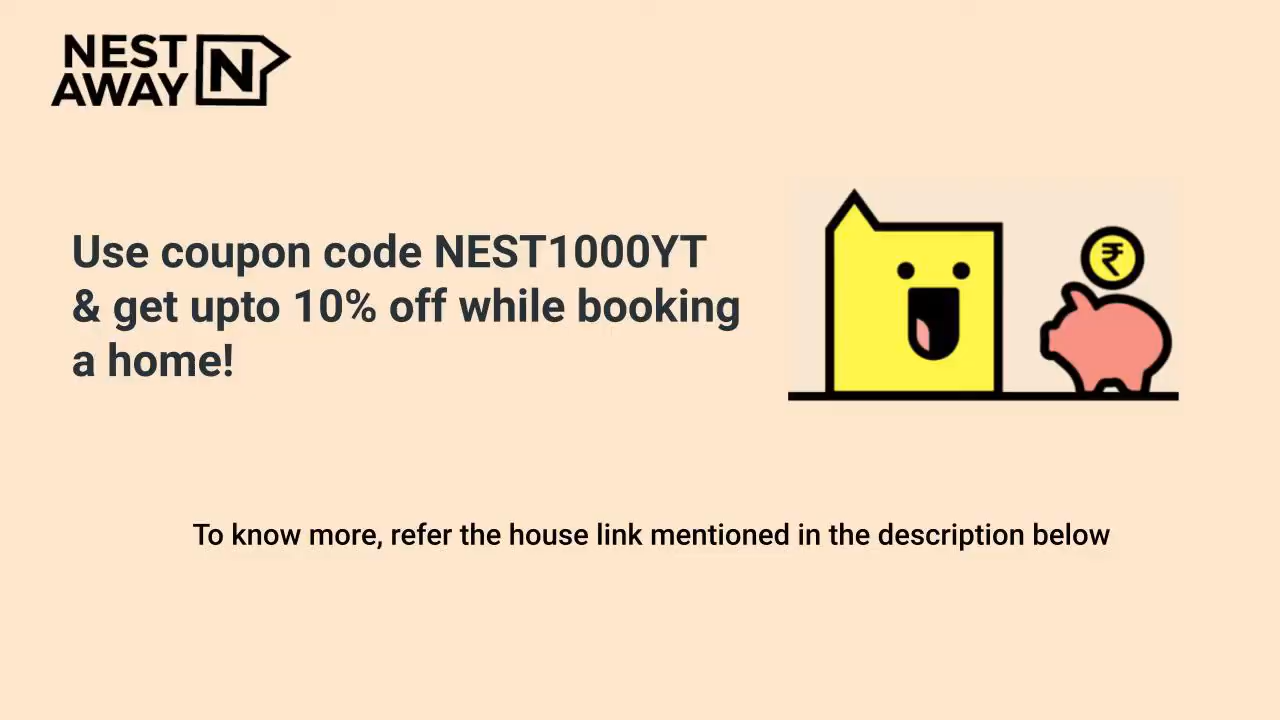 NEST
AWAY N
Use coupon code NEST1000YT
& get upto 10% off while booking
a home!
₹
To know more, refer the house link mentioned in the description below